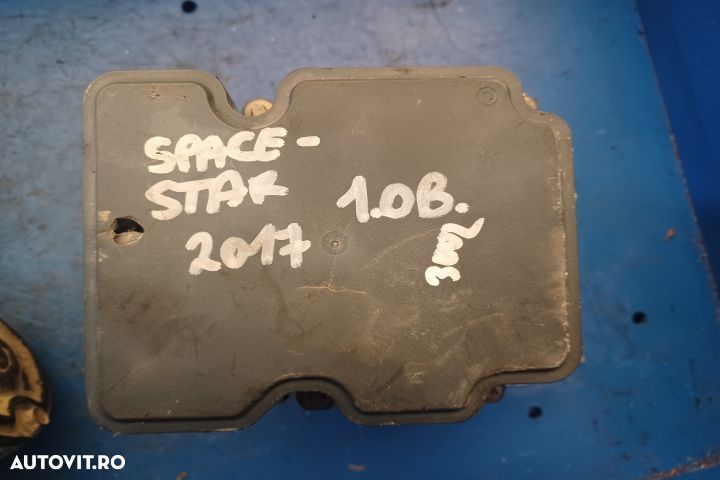 SPACE-
STAR
2017
1.0B.
AUTOVIT.RO